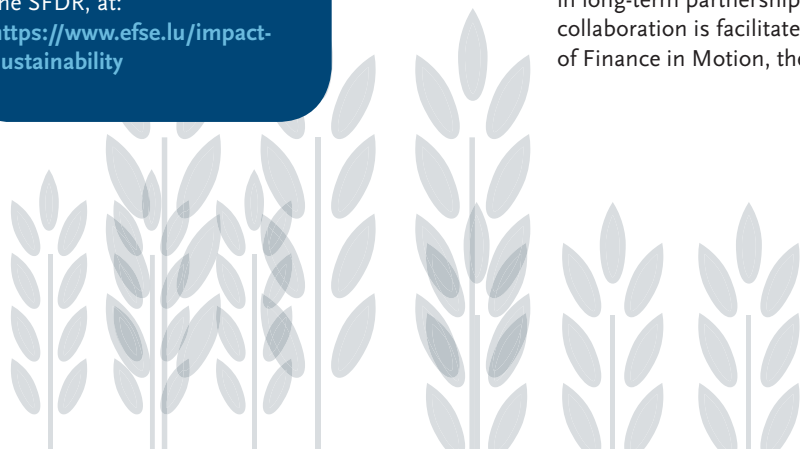 he SFDR, at:
ttps://www.efse.lu/impact-
ustainability
in long-term partnership
collaboration is facilitate
of Finance in Motion, the